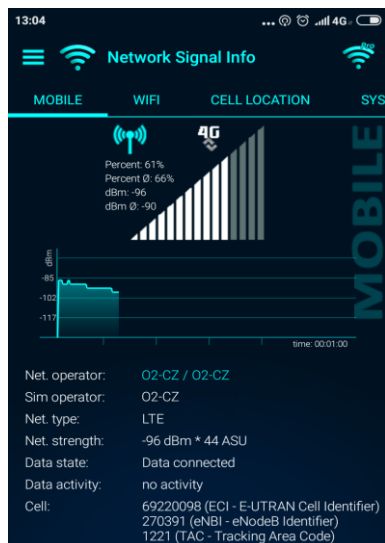 13:04
4G
Network Signal Info
Pro
MOBILE WIFI CELL LOCATION SYS
4G
Percent: 61%
Percent Ø: 66%
dBm: -96
dBm Ø: -90
MOBILE
dBm
-85
-102
-117
time: 00:01:00
Net. operator: O2-CZ / O2-CZ
Sim operator: O2-CZ
Net. type: LTE
Net. strength: -96 dBm * 44 ASU
Data state: Data connected
Data activity: no activity
Cell: 69220098 (ECI - E-UTRAN Cell Identifier)
270391 (eNBI - eNodeB Identifier)
1221 (TAC - Tracking Area Code)